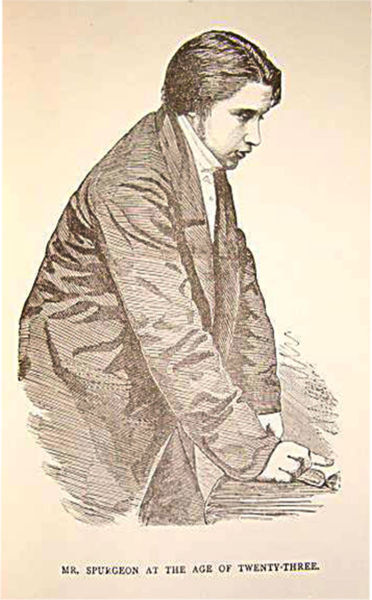 MR. SPURGEON AT THE AGE OF TWENTY-THREE.